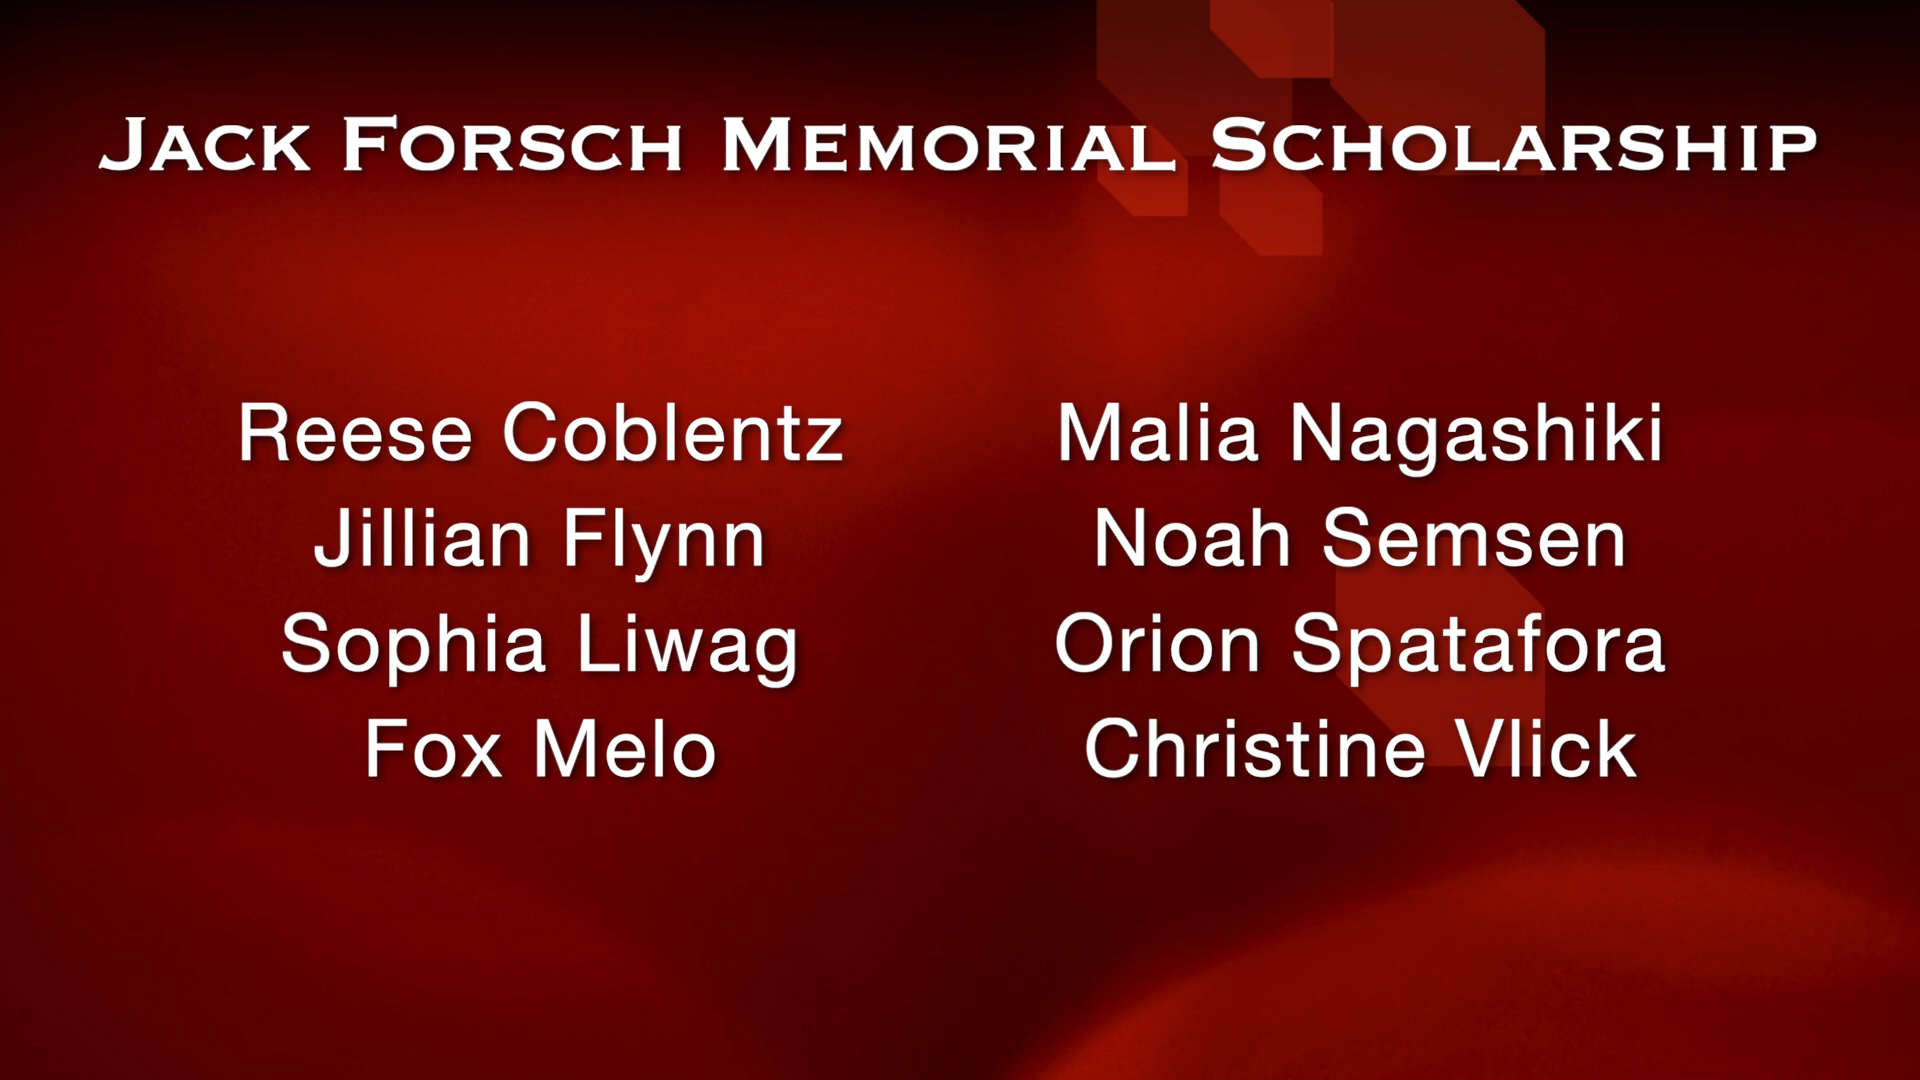 Jack Forsch Memorial Scholarship
Reese Coblentz
Jillian Flynn
Sophia Liwag
Fox Melo
Malia Nagashiki
Noah Semsen
Orion Spatafora
Christine Vlick